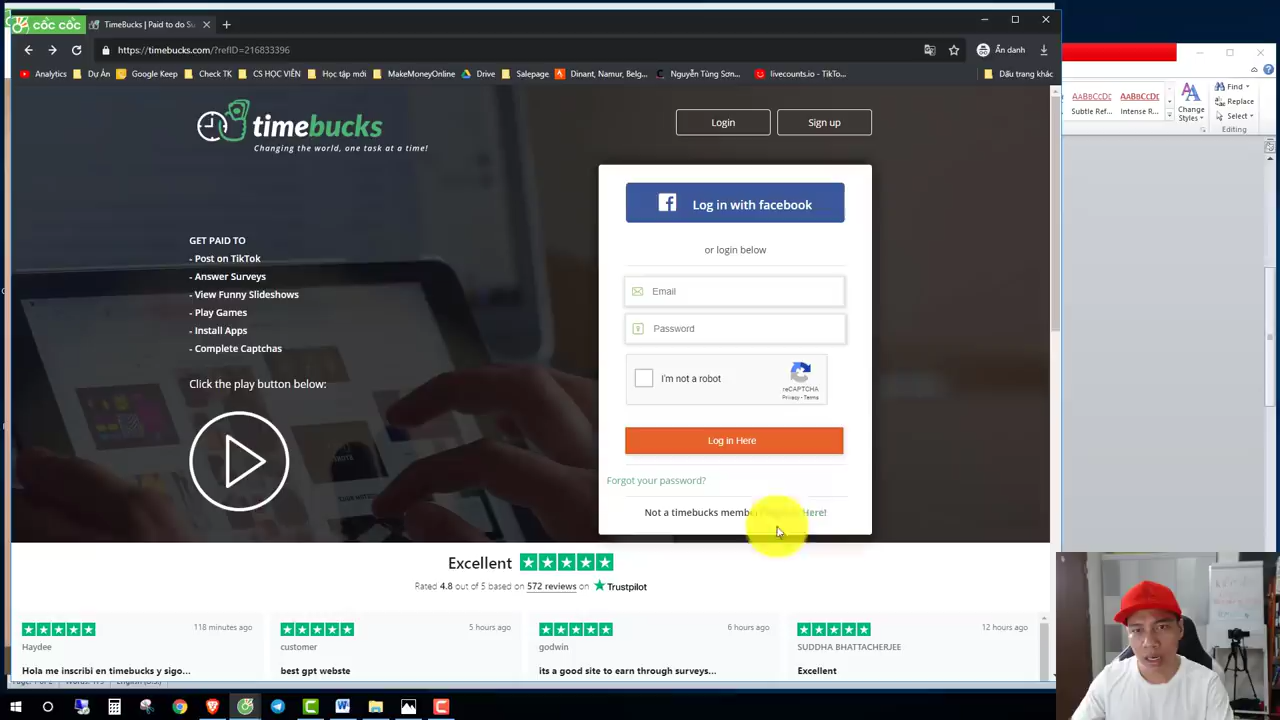 cốc cốc
TimeBucks | Paid to do Su
https://timebucks.com/?refID=216833396
Ẩn danh
Analytics
Dự Án
Google Keep
Check TK
CS HỌC VIÊN
Học tập mới
MakeMoneyOnline
Drive
Salepage
Dinant, Namur, Belg...
Nguyễn Tùng Sơn...
livecounts.io - TikTo...
Dấu trang khác
timebucks
Changing the world, one task at a time!
Login
Sign up
GET PAID TO
- Post on TikTok
- Answer Surveys
- View Funny Slideshows
- Play Games
- Install Apps
- Complete Captchas
Click the play button below:
Log in with facebook
or login below
Email
Password
I'm not a robot
reCAPTCHA
Privacy - Terms
Log in Here
Forgot your password?
Not a timebucks member Here!
Excellent
Rated 4.8 out of 5 based on 572 reviews on Trustpilot
118 minutes ago
Haydee
Hola me inscribi en timebucks y sigo...
5 hours ago
customer
best gpt webste
6 hours ago
godwin
its a good site to earn through surveys...
12 hours ago
SUDDHA BHATTACHERJEE
Excellent
AaBbCcDc
Subtle Ref...
AaBbCcDc
Intense R...
Change
Styles
Find
Replace
Select
Editing